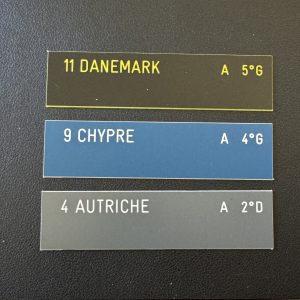 11 DANEMARK A 5°G
9 CHYPRE A 4°G
4 AUTRICHE A 2°D